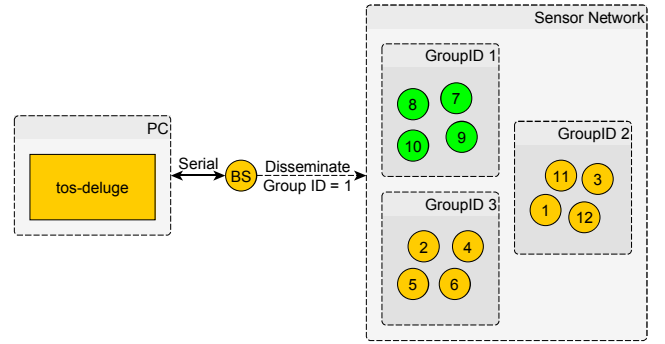 Sensor Network
PC
tos-deluge
Serial
BS
Disseminate
Group ID = 1
GroupID 1
8
7
10
9
GroupID 2
11
3
1
12
GroupID 3
2
4
5
6